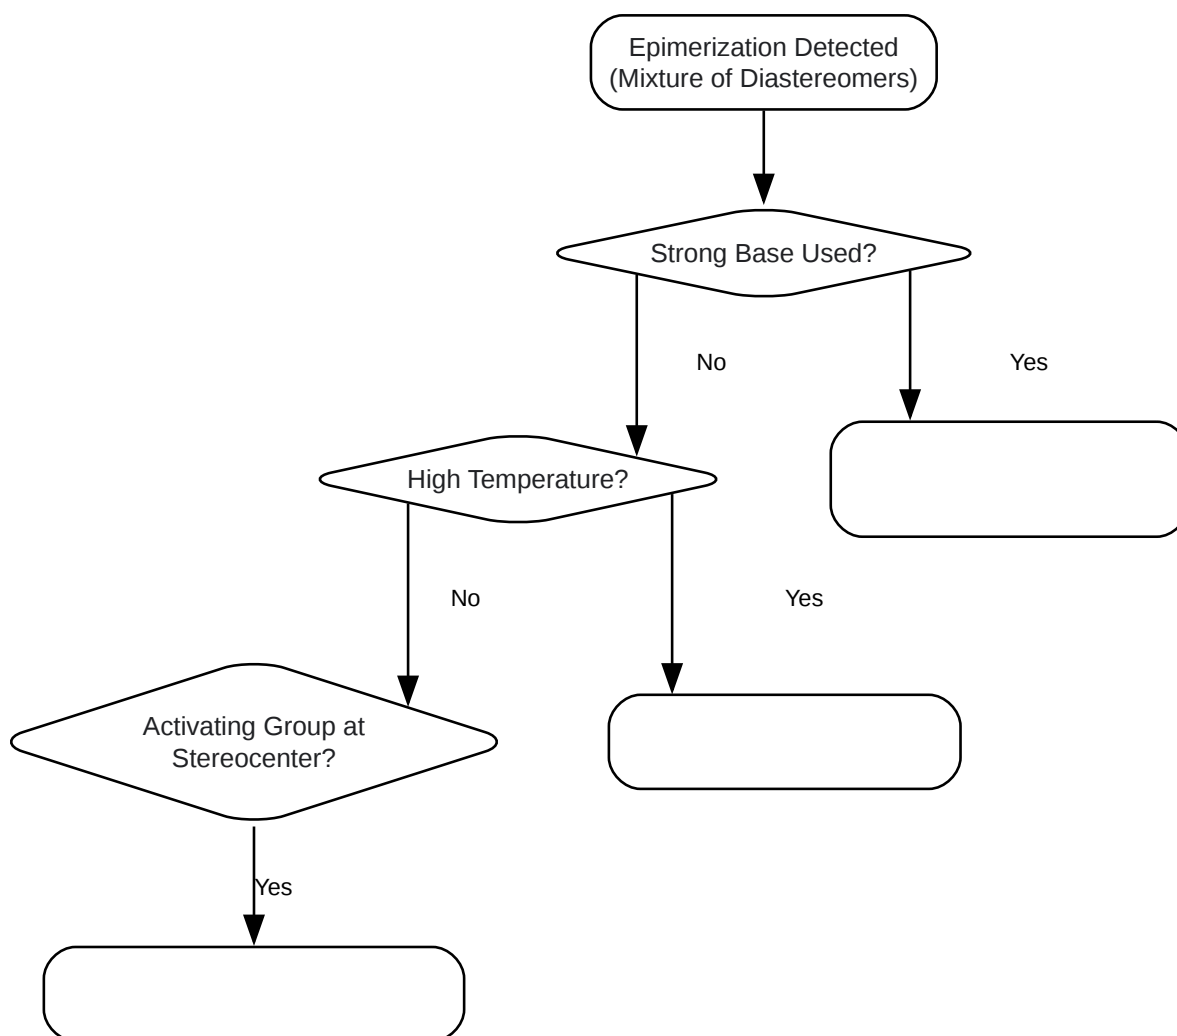 Epimerization Detected
(Mixture of Diastereomers)
Strong Base Used?
No
Yes
High Temperature?
No
Yes
Activating Group at
Stereocenter?
Yes